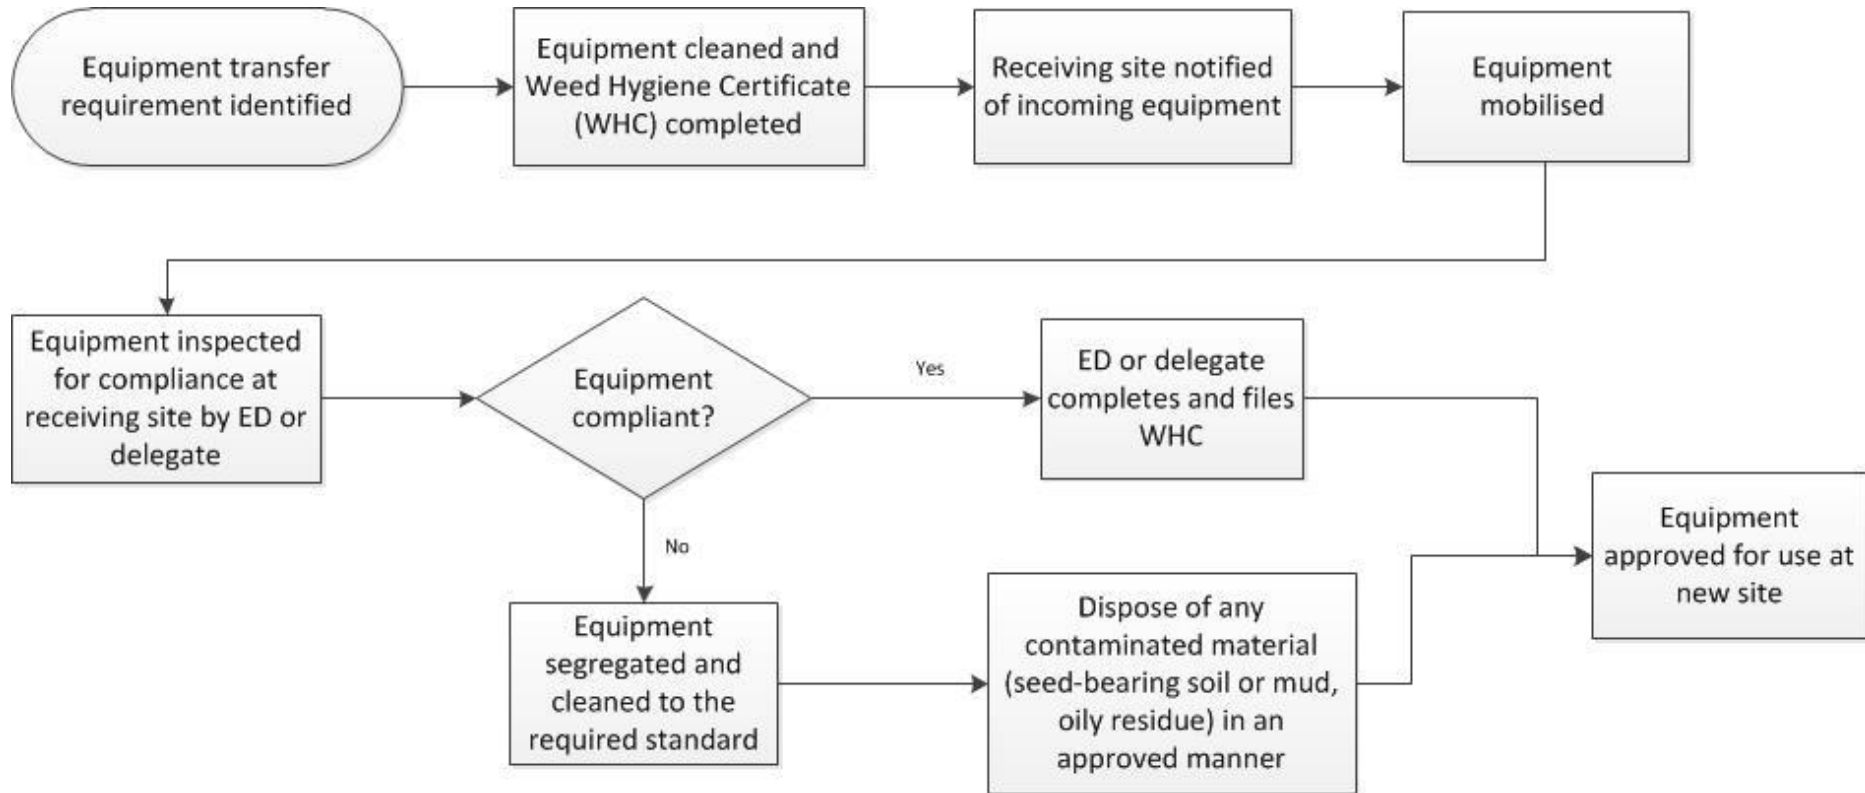 Equipment transfer
requirement identified
Equipment cleaned and
Weed Hygiene Certificate
(WHC) completed
Receiving site notified
of incoming equipment
Equipment
mobilised
Equipment inspected
for compliance at
receiving site by ED or
delegate
Equipment
compliant?
Yes
ED or delegate
completes and files
WHC
No
Equipment
segregated and
cleaned to the
required standard
Dispose of any
contaminated material
(seed-bearing soil or mud,
oily residue) in an
approved manner
Equipment
approved for use at
new site